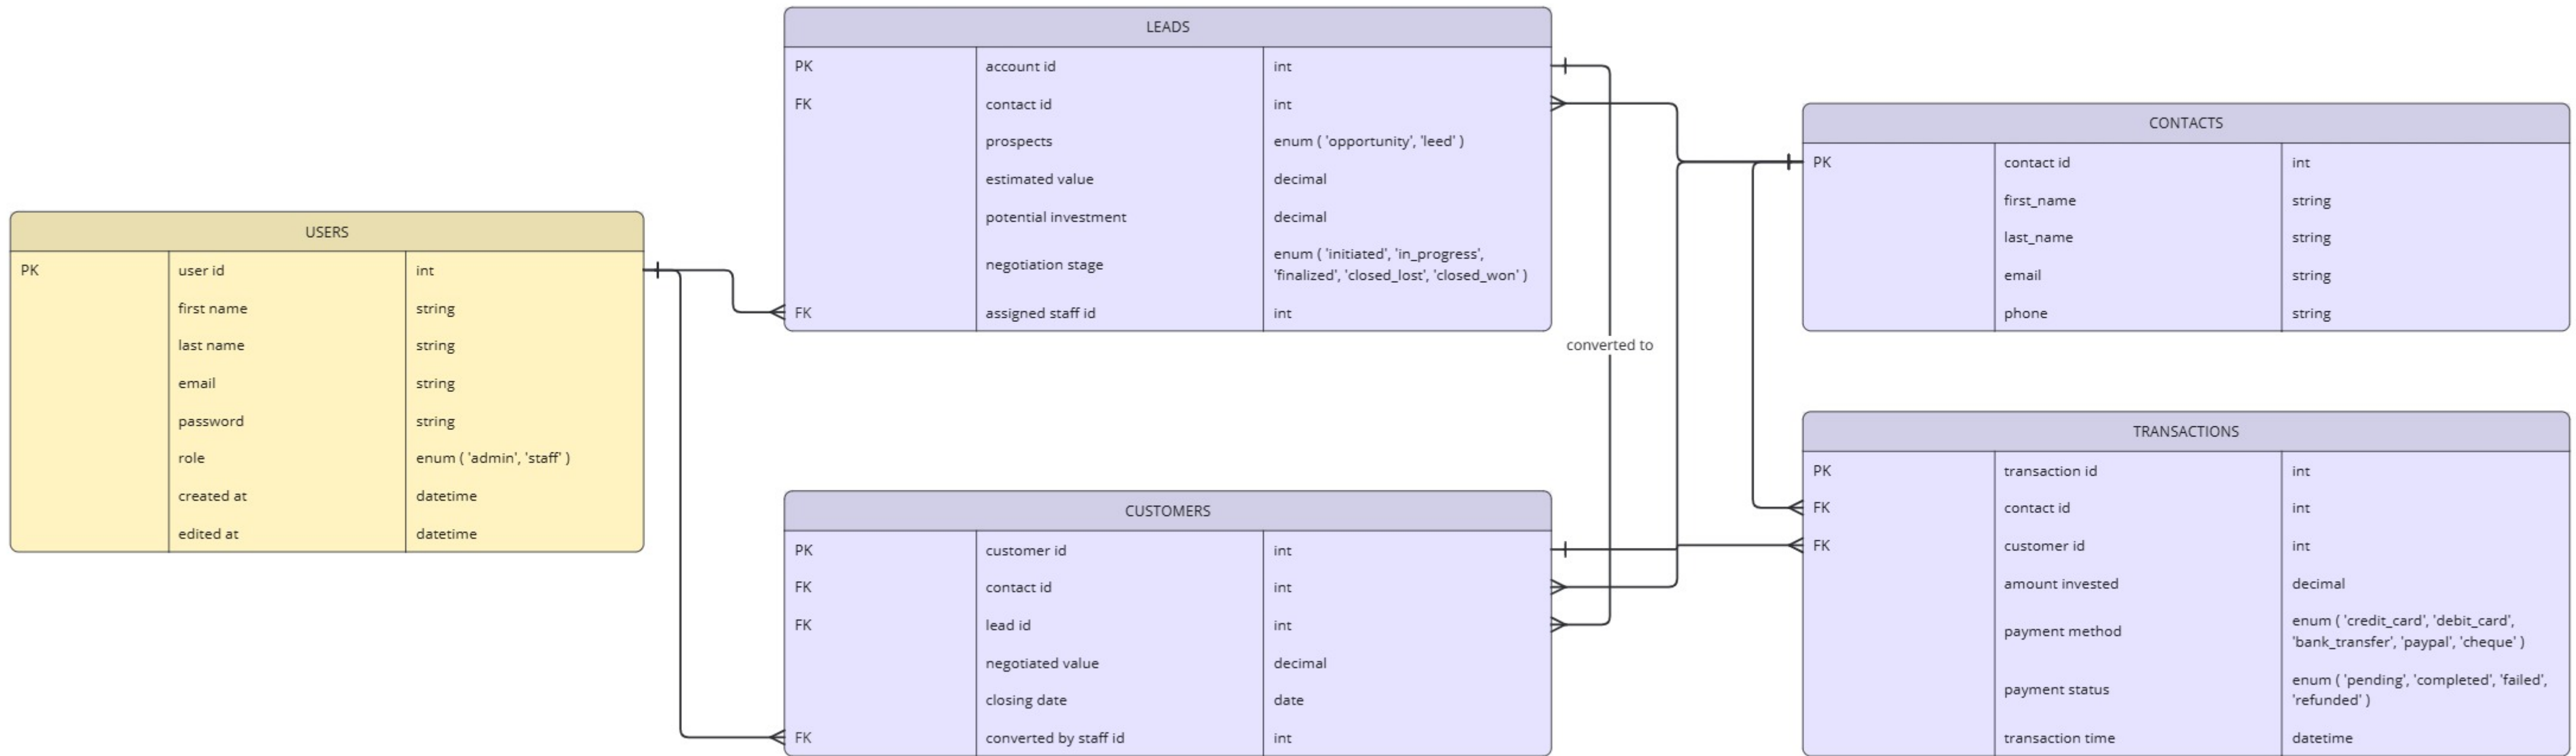 LEADS
PK account id int
FK contact id int
prospects enum ( 'opportunity', 'leed' )
estimated value decimal
potential investment decimal
negotiation stage enum ( 'initiated', 'in_progress',
'finalized', 'closed_lost', 'closed_won' )
FK assigned staff id int
CONTACTS
PK contact id int
first_name string
last_name string
email string
phone string
USERS
PK user id int
first name string
last name string
email string
password string
role enum ( 'admin', 'staff' )
created at datetime
edited at datetime
converted to
CUSTOMERS
PK customer id int
FK contact id int
FK lead id int
negotiated value decimal
closing date date
FK converted by staff id int
TRANSACTIONS
PK transaction id int
FK contact id int
FK customer id int
amount invested decimal
payment method enum ( 'credit_card', 'debit_card',
'bank_transfer', 'paypal', 'cheque' )
payment status enum ( 'pending', 'completed', 'failed',
'refunded' )
transaction time datetime